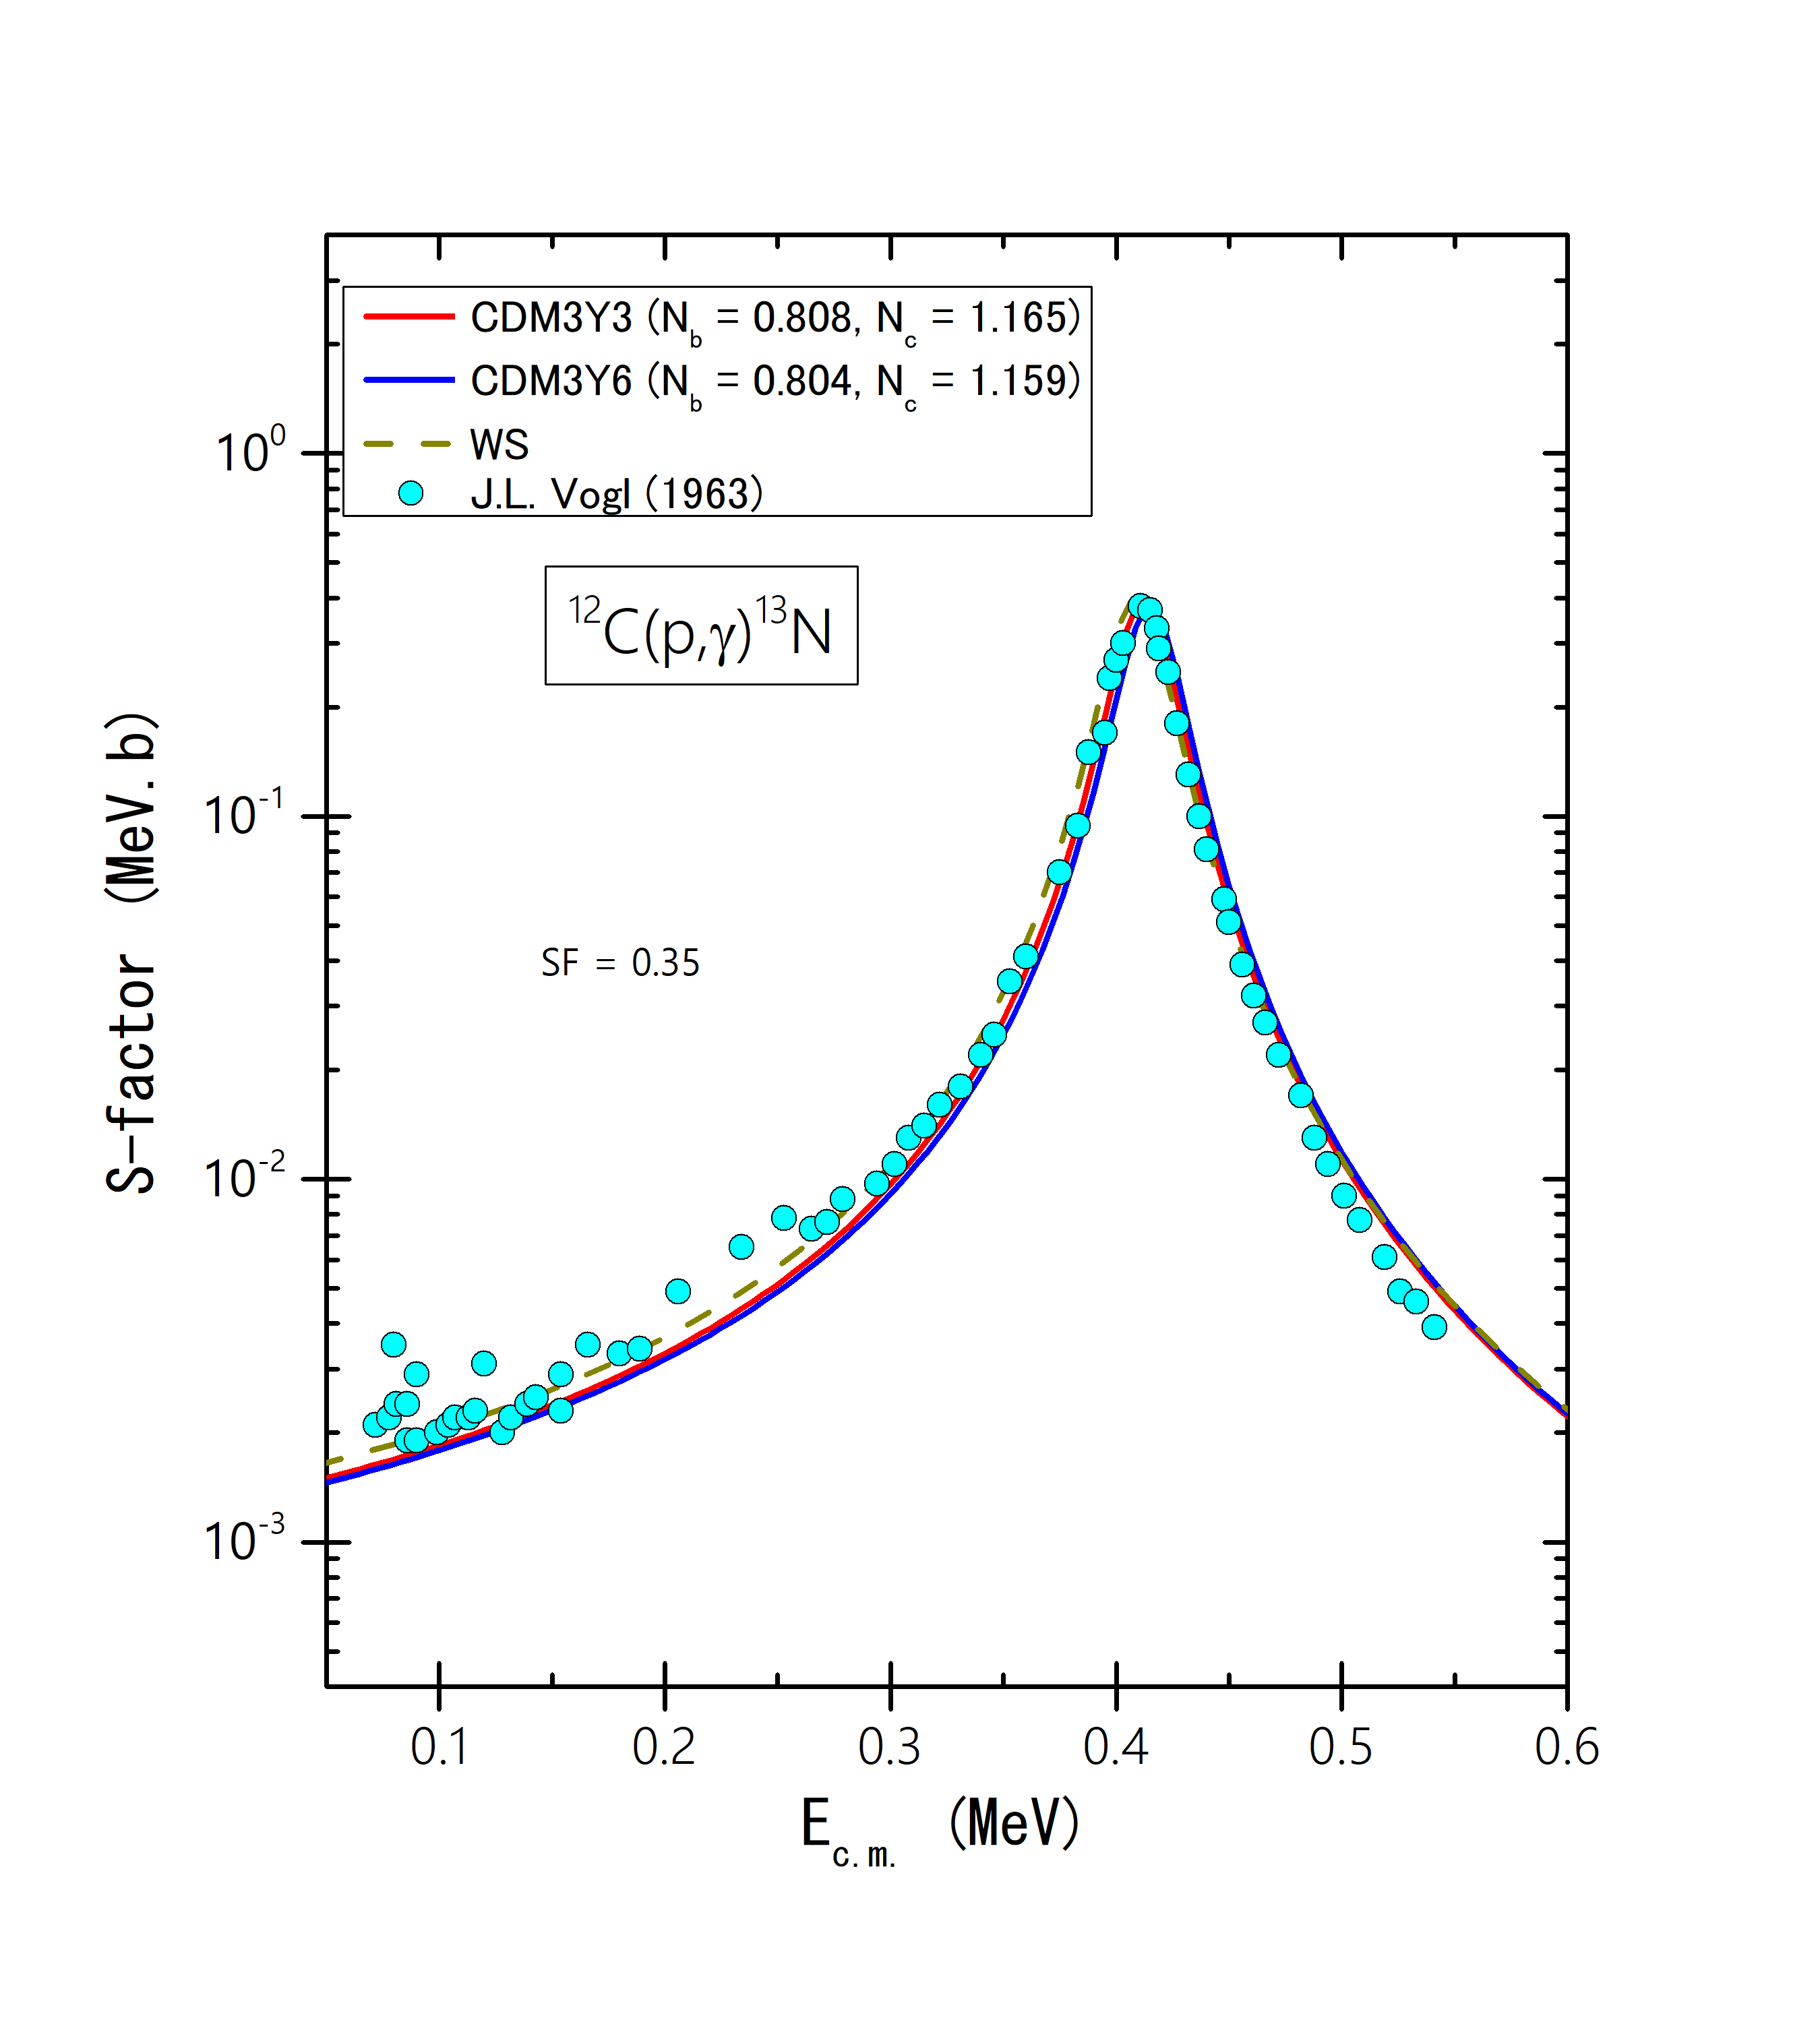 CDM3Y3 (N_b = 0.808, N_c = 1.165)
CDM3Y6 (N_b = 0.804, N_c = 1.159)
WS
J.L. Vogl (1963)
10^0
¹²C(p,γ)¹³N
10^-1
S-factor (MeV.b)
SF = 0.35
10^-2
10^-3
0.1 0.2 0.3 0.4 0.5 0.6
E_c.m. (MeV)